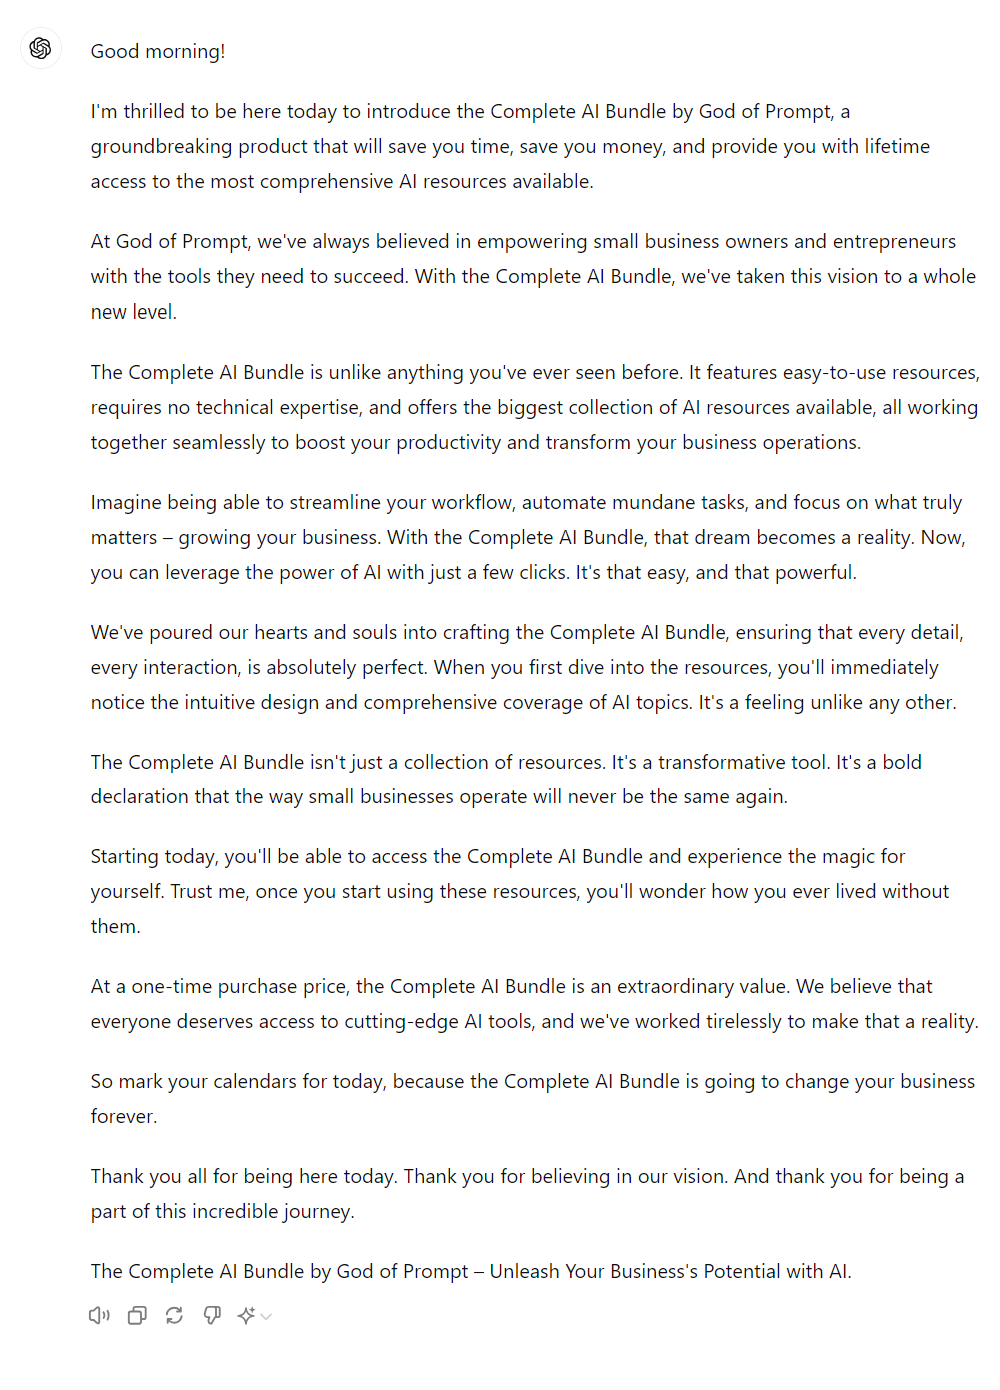 Good morning!
I'm thrilled to be here today to introduce the Complete AI Bundle by God of Prompt, a
groundbreaking product that will save you time, save you money, and provide you with lifetime
access to the most comprehensive AI resources available.
At God of Prompt, we've always believed in empowering small business owners and entrepreneurs
with the tools they need to succeed. With the Complete AI Bundle, we've taken this vision to a whole
new level.
The Complete AI Bundle is unlike anything you've ever seen before. It features easy-to-use resources,
requires no technical expertise, and offers the biggest collection of AI resources available, all working
together seamlessly to boost your productivity and transform your business operations.
Imagine being able to streamline your workflow, automate mundane tasks, and focus on what truly
matters – growing your business. With the Complete AI Bundle, that dream becomes a reality. Now,
you can leverage the power of AI with just a few clicks. It's that easy, and that powerful.
We've poured our hearts and souls into crafting the Complete AI Bundle, ensuring that every detail,
every interaction, is absolutely perfect. When you first dive into the resources, you'll immediately
notice the intuitive design and comprehensive coverage of AI topics. It's a feeling unlike any other.
The Complete AI Bundle isn't just a collection of resources. It's a transformative tool. It's a bold
declaration that the way small businesses operate will never be the same again.
Starting today, you'll be able to access the Complete AI Bundle and experience the magic for
yourself. Trust me, once you start using these resources, you'll wonder how you ever lived without
them.
At a one-time purchase price, the Complete AI Bundle is an extraordinary value. We believe that
everyone deserves access to cutting-edge AI tools, and we've worked tirelessly to make that a reality.
So mark your calendars for today, because the Complete AI Bundle is going to change your business
forever.
Thank you all for being here today. Thank you for believing in our vision. And thank you for being a
part of this incredible journey.
The Complete AI Bundle by God of Prompt – Unleash Your Business's Potential with AI.